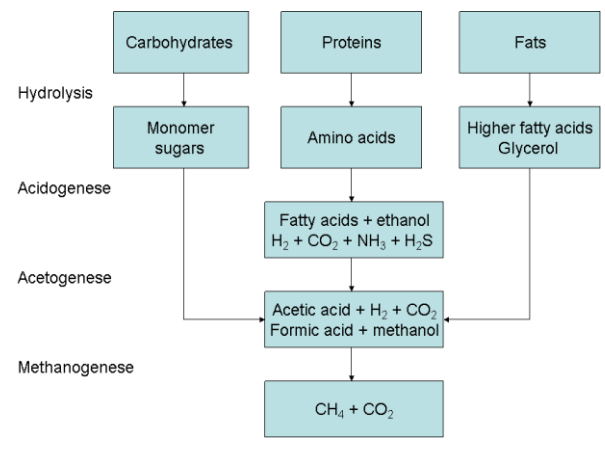 Carbohydrates
Proteins
Fats
Hydrolysis
Monomer
sugars
Amino acids
Higher fatty acids
Glycerol
Acidogenese
Fatty acids + ethanol
H₂ + CO₂ + NH₃ + H₂S
Acetogenese
Acetic acid + H₂ + CO₂
Formic acid + methanol
Methanogenese
CH₄ + CO₂